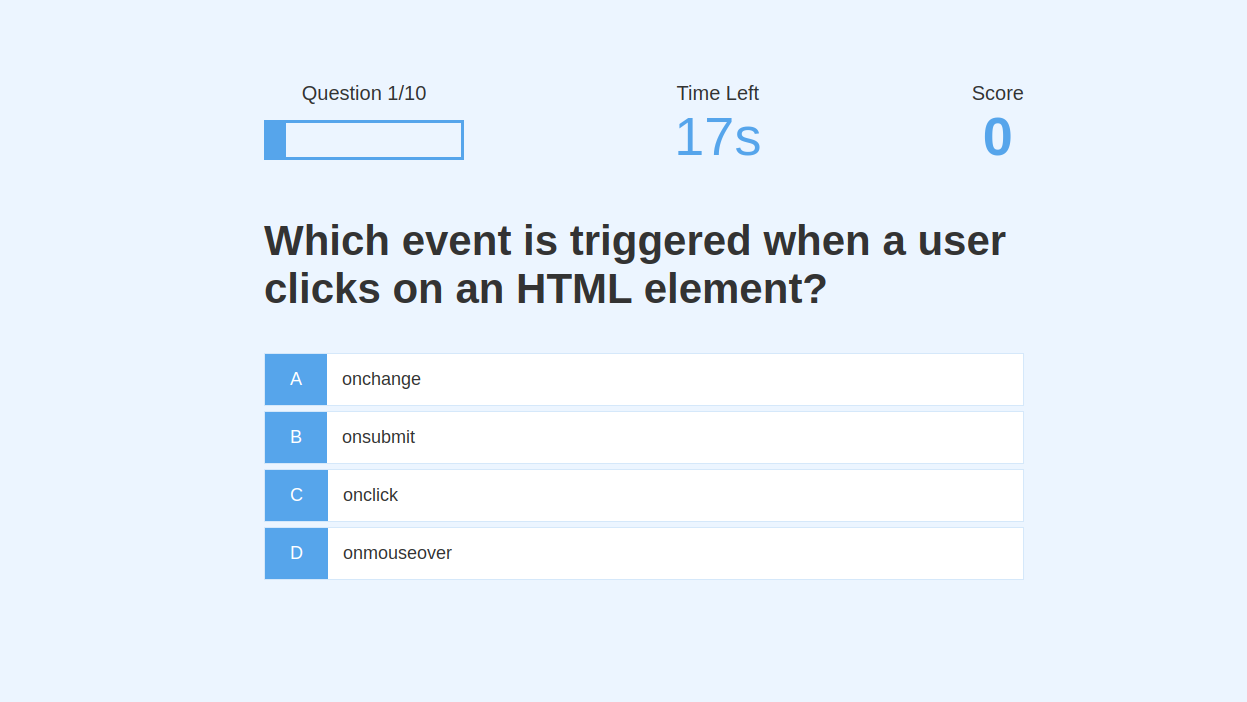 Question 1/10
Time Left
17s
Score
0
Which event is triggered when a user
clicks on an HTML element?
A onchange
B onsubmit
C onclick
D onmouseover